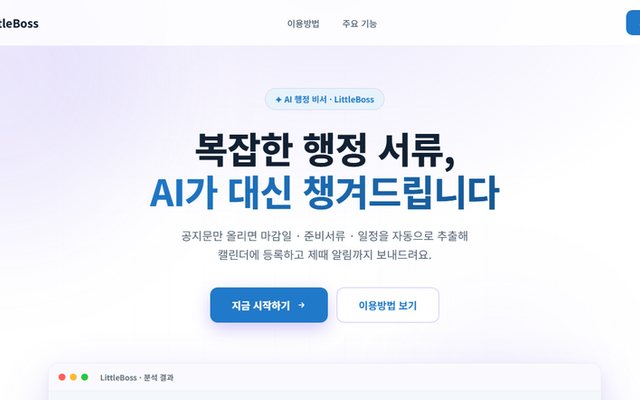 tleBoss
이용방법
주요 기능
✦ AI 행정 비서 · LittleBoss
복잡한 행정 서류,
AI가 대신 챙겨드립니다
공지문만 올리면 마감일 · 준비서류 · 일정을 자동으로 추출해
캘린더에 등록하고 제때 알림까지 보내드려요.
지금 시작하기 →
이용방법 보기
LittleBoss · 분석 결과